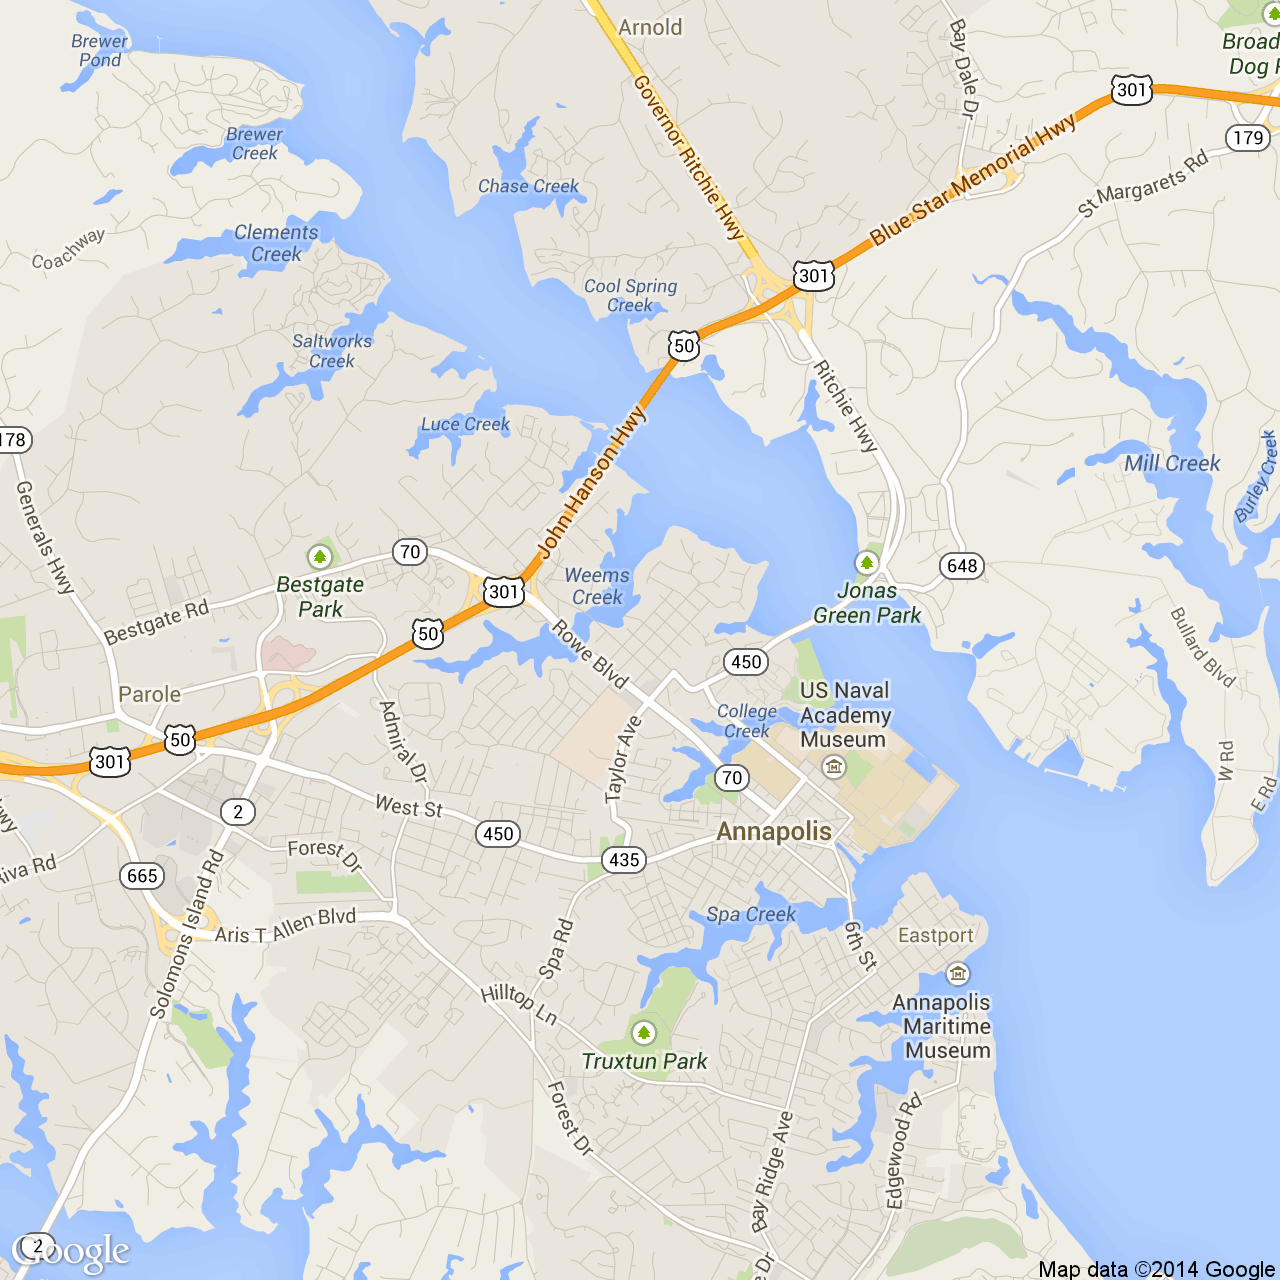 Arnold
Brewer
Pond
Broad
Dog P
Bay Dale Dr
301
Governor Ritchie Hwy
179
Brewer
Creek
Blue Star Memorial Hwy
St Margarets Rd
Chase Creek
Coachway
Clements
Creek
301
Cool Spring
Creek
50
Saltworks
Creek
Ritchie Hwy
Luce Creek
John Hanson Hwy
178
Mill Creek
Burley Creek
Generals Hwy
70
Bestgate
Park
Weems
Creek
648
Jonas
Green Park
301
Bestgate Rd
50
Rowe Blvd
Bullard Blvd
450
Parole
US Naval
Academy
Museum
College
Creek
Admiral Dr
Taylor Ave
50
301
W Rd
E Rd
70
2
West St
450
Annapolis
wy
Riva Rd
Forest Dr
435
665
Solomons Island Rd
Aris T Allen Blvd
Spa Creek
6th St
Eastport
Spa Rd
Hilltop Ln
Annapolis
Maritime
Museum
Truxtun Park
Forest Dr
Bay Ridge Ave
Edgewood Rd
2
Google
e Dr
Map data ©2014 Google